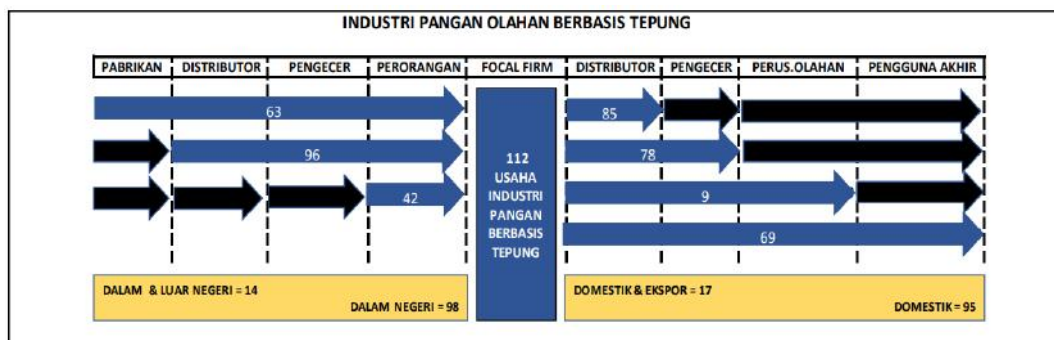 INDUSTRI PANGAN OLAHAN BERBASIS TEPUNG
PABRIKAN DISTRIBUTOR PENGECER PERORANGAN FOCAL FIRM DISTRIBUTOR PENGECER PERUS.OLAHAN PENGGUNA AKHIR
63
85
96
78
42
9
69
112
USAHA
INDUSTRI
PANGAN
BERBASIS
TEPUNG
DALAM & LUAR NEGERI = 14
DALAM NEGERI = 98
DOMESTIK & EKSPOR = 17
DOMESTIK = 95